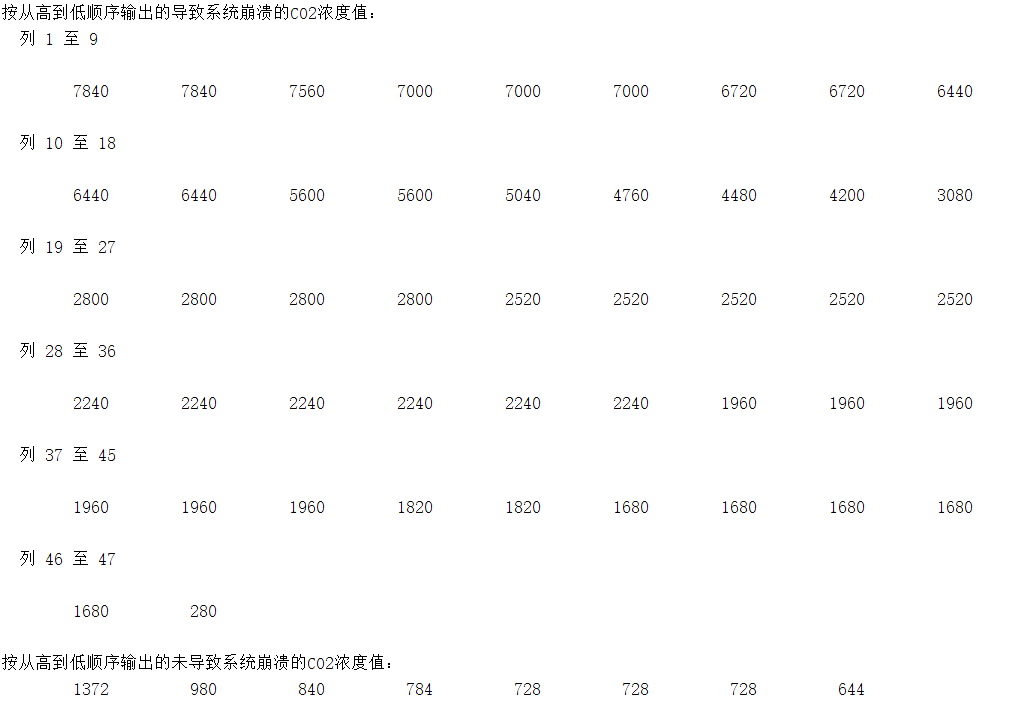 按从高到低顺序输出的导致系统崩溃的CO2浓度值:
列 1 至 9
7840 7840 7560 7000 7000 7000 6720 6720 6440
列 10 至 18
6440 6440 5600 5600 5040 4760 4480 4200 3080
列 19 至 27
2800 2800 2800 2800 2520 2520 2520 2520 2520
列 28 至 36
2240 2240 2240 2240 2240 2240 1960 1960 1960
列 37 至 45
1960 1960 1960 1820 1820 1680 1680 1680 1680
列 46 至 47
1680 280
按从高到低顺序输出的未导致系统崩溃的CO2浓度值:
1372 980 840 784 728 728 728 644